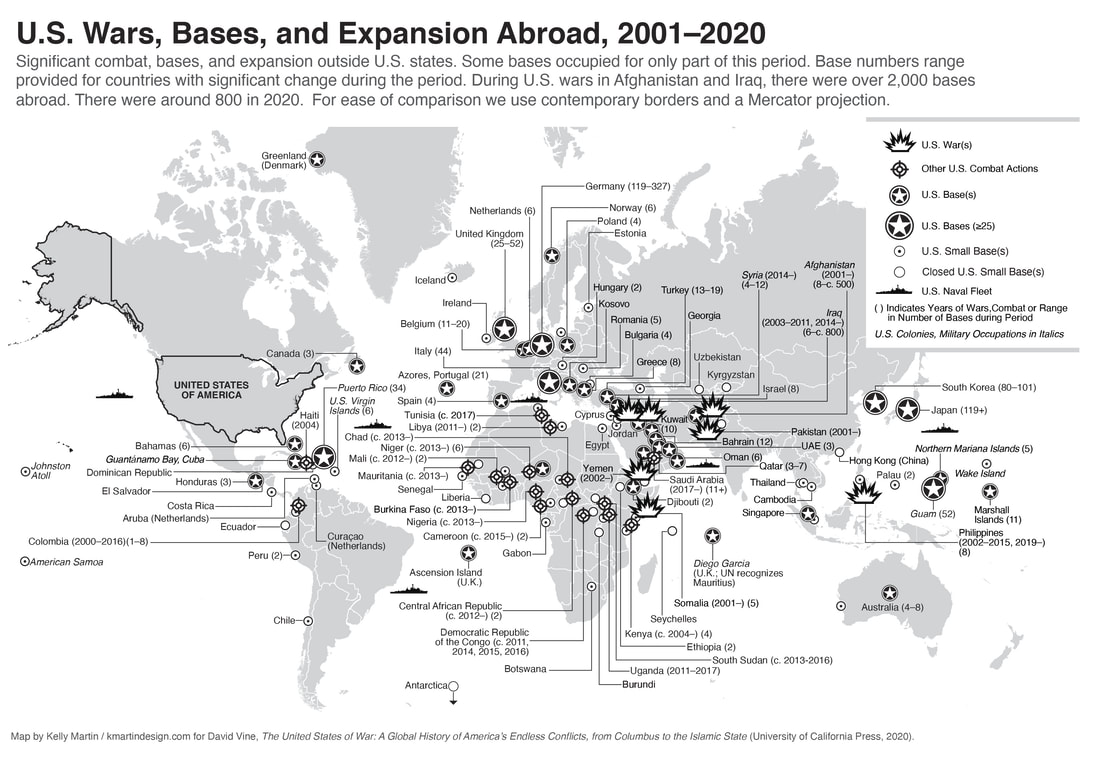 U.S. Wars, Bases, and Expansion Abroad, 2001–2020
Significant combat, bases, and expansion outside U.S. states. Some bases occupied for only part of this period. Base numbers range
provided for countries with significant change during the period. During U.S. wars in Afghanistan and Iraq, there were over 2,000 bases
abroad. There were around 800 in 2020. For ease of comparison we use contemporary borders and a Mercator projection.
U.S. War(s)
Other U.S. Combat Actions
U.S. Base(s)
U.S. Bases (≥25)
U.S. Small Base(s)
Closed U.S. Small Base(s)
U.S. Naval Fleet
( ) Indicates Years of Wars,Combat or Range
in Number of Bases during Period
U.S. Colonies, Military Occupations in Italics
Greenland
(Denmark)
Germany (119–327)
Netherlands (6)
Norway (6)
Poland (4)
United Kingdom
(25–52)
Estonia
Iceland
Hungary (2)
Kosovo
Turkey (13–19)
Syria (2014–)
(4–12)
Afghanistan
(2001–)
(8–c. 500)
Ireland
Romania (5)
Georgia
Iraq
(2003–2011, 2014–)
(6–c. 800)
Belgium (11–20)
Bulgaria (4)
Italy (44)
Greece (8)
Uzbekistan
Kyrgyzstan
Canada (3)
Azores, Portugal (21)
Israel (8)
UNITED STATES
OF AMERICA
Puerto Rico (34)
U.S. Virgin
Islands (6)
Spain (4)
South Korea (80–101)
Japan (119+)
Haiti
(2004)
Tunisia (c. 2017)
Cyprus
Kuwait
(10)
Libya (2011–) (2)
Jordan
Pakistan (2001–)
Chad (c. 2013–)
Egypt
Bahrain (12)
Bahamas (6)
Niger (c. 2013–) (6)
UAE (3)
Northern Mariana Islands (5)
Guantánamo Bay, Cuba
Mali (c. 2012–) (2)
Oman (6)
Hong Kong (China)
Johnston
Atoll
Dominican Republic
Mauritania (c. 2013–)
Yemen
(2002–)
Qatar (3–7)
Palau (2)
Wake Island
Honduras (3)
Senegal
Saudi Arabia
(2017–) (11+)
Thailand
El Salvador
Liberia
Djibouti (2)
Cambodia
Costa Rica
Burkina Faso (c. 2013–)
Singapore
Guam (52)
Marshall
Islands (11)
Aruba (Netherlands)
Nigeria (c. 2013–)
Ecuador
Cameroon (c. 2015–) (2)
Philippines
(2002–2015, 2019–)
(8)
Colombia (2000–2016)(1–8)
Curaçao
(Netherlands)
Gabon
Peru (2)
American Samoa
Ascension Island
(U.K.)
Diego Garcia
(U.K.; UN recognizes
Mauritius)
Central African Republic
(c. 2012–) (2)
Somalia (2001–) (5)
Australia (4–8)
Chile
Seychelles
Democratic Republic
of the Congo (c. 2011,
2014, 2015, 2016)
Kenya (c. 2004–) (4)
Ethiopia (2)
South Sudan (c. 2013-2016)
Botswana
Uganda (2011–2017)
Antarctica
Burundi
Map by Kelly Martin / kmartindesign.com for David Vine, The United States of War: A Global History of America's Endless Conflicts, from Columbus to the Islamic State (University of California Press, 2020).